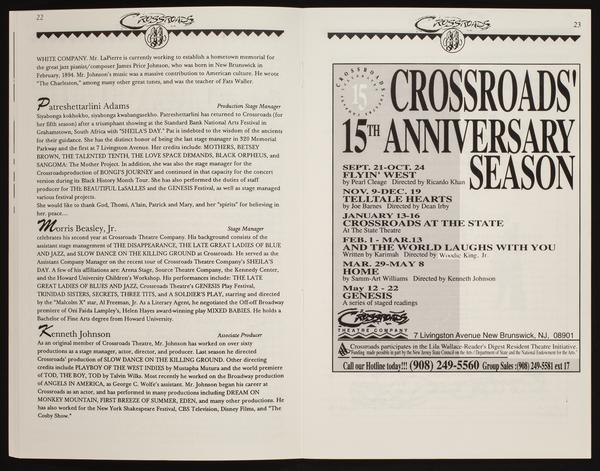 22
CROSSROADS
WHITE COMPANY. Mr. LaPierre is currently working to establish a hometown memorial for
the great jazz pianist/composer James Price Johnson, who was born in New Brunswick in
February, 1894. Mr. Johnson's music was a massive contribution to American culture. He wrote
"The Charleston," among many other great tunes, and was the teacher of Fats Waller.
Patreshettarlini Adams Production Stage Manager
Siyabonga kokhokho, siyabonga kwabangasekho. Patreshettarlini has returned to Crossroads (for
her fifth season) after a triumphant showing at the Standard Bank National Arts Festival in
Grahamstown, South Africa with "SHEILA'S DAY." Pat is indebted to the wisdom of the ancients
for their guidance. She has the distinct honor of being the last stage manager in 320 Memorial
Parkway and the first at 7 Livingston Avenue. Her credits include: MOTHERS, BETSEY
BROWN, THE TALENTED TENTH, THE LOVE SPACE DEMANDS, BLACK ORPHEUS, and
SANGOMA: The Mother Project. In addition, she was also the stage manager for the
Crossroadsproduction of BONGI'S JOURNEY and continued in that capacity for the concert
version during its Black History Month Tour. She has also performed the duties of staff
producer for THE BEAUTIFUL LaSALLES and the GENESIS Festival, as well as stage managed
various festival projects.
She would like to thank God, Thomi, A'lain, Patrick and Mary, and her "spirits" for believing in
her. peace....
Morris Beasley, Jr. Stage Manager
celebrates his second year at Crossroads Theatre Company. His background consists of the
assistant stage management of THE DISAPPEARANCE, THE LATE GREAT LADIES OF BLUE
AND JAZZ, and SLOW DANCE ON THE KILLING GROUND at Crossroads. He served as the
Assistant Company Manager on the recent tour of Crossroads Theatre Company's SHEILA'S
DAY. A few of his affiliations are: Arena Stage, Source Theatre Company, the Kennedy Center,
and the Howard University Children's Workshop. His performances include: THE LATE
GREAT LADIES OF BLUES AND JAZZ, Crossroads Theatre's GENESIS Play Festival,
TRINIDAD SISTERS, SECRETS, THREE TITS, and A SOLDIER'S PLAY, starring and directed
by the "Malcolm X" star, Al Freeman, Jr. As a Literary Agent, he negotiated the Off-off Broadway
premiere of Oni Faida Lampley's, Helen Hayes award-winning play MIXED BABIES. He holds a
Bachelor of Fine Arts degree from Howard University.
Kenneth Johnson Associate Producer
As an original member of Crossroads Theatre, Mr. Johnson has worked on over sixty
productions as a stage manager, actor, director, and producer. Last season he directed
Crossroads' production of SLOW DANCE ON THE KILLING GROUND. Other directing
credits include PLAYBOY OF THE WEST INDIES by Mustapha Mutura and the world premiere
of TOD, THE BOY, TOD by Talvin Wilks. Most recently he worked on the Broadway production
of ANGELS IN AMERICA, as George C. Wolfe's assistant. Mr. Johnson began his career at
Crossroads as an actor, and has performed in many productions including DREAM ON
MONKEY MOUNTAIN, FIRST BREEZE OF SUMMER, EDEN, and many other productions. He
has also worked for the New York Shakespeare Festival, CBS Television, Disney Films, and "The
Cosby Show."
CROSSROADS
23
CROSSROADS
15
CROSSROADS'
15TH ANNIVERSARY
SEASON
SEPT. 21-OCT. 24
FLYIN' WEST
by Pearl Cleage Directed by Ricardo Khan
NOV. 9-DEC. 19
TELLTALE HEARTS
by Joe Barnes Directed by Dean Irby
JANUARY 13-16
CROSSROADS AT THE STATE
At The State Theatre
FEB. 1 - MAR.13
AND THE WORLD LAUGHS WITH YOU
Written by Karimah Directed by Woodie King, Jr.
MAR. 29-MAY 8
HOME
by Samm-Art Williams Directed by Kenneth Johnson
May 12 - 22
GENESIS
A series of staged readings
CROSSROADS
THEATRE COMPANY
7 Livingston Avenue New Brunswick, NJ, 08901
Crossroads participates in the Lila Wallace-Reader's Digest Resident Theatre Initiative.
Funding made possible in part by the New Jersey State Council on the Arts / Department of State and the National Endowment for the Arts.
Call our Hotline today!!! (908) 249-5560 Group Sales :(908) 249-5581 ext 17